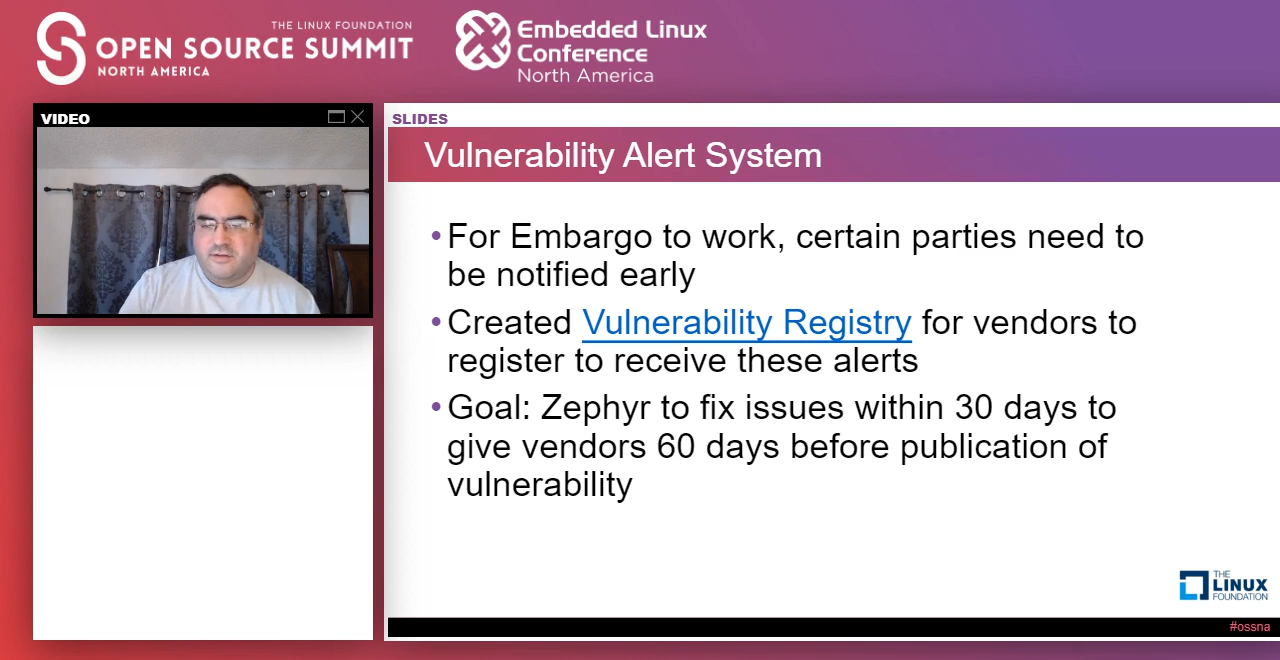 THE LINUX FOUNDATION
OPEN SOURCE SUMMIT
NORTH AMERICA
Embedded Linux
Conference
North America
VIDEO
SLIDES
Vulnerability Alert System
•For Embargo to work, certain parties need to
be notified early
•Created Vulnerability Registry for vendors to
register to receive these alerts
•Goal: Zephyr to fix issues within 30 days to
give vendors 60 days before publication of
vulnerability
THE
LINUX
FOUNDATION
#ossna